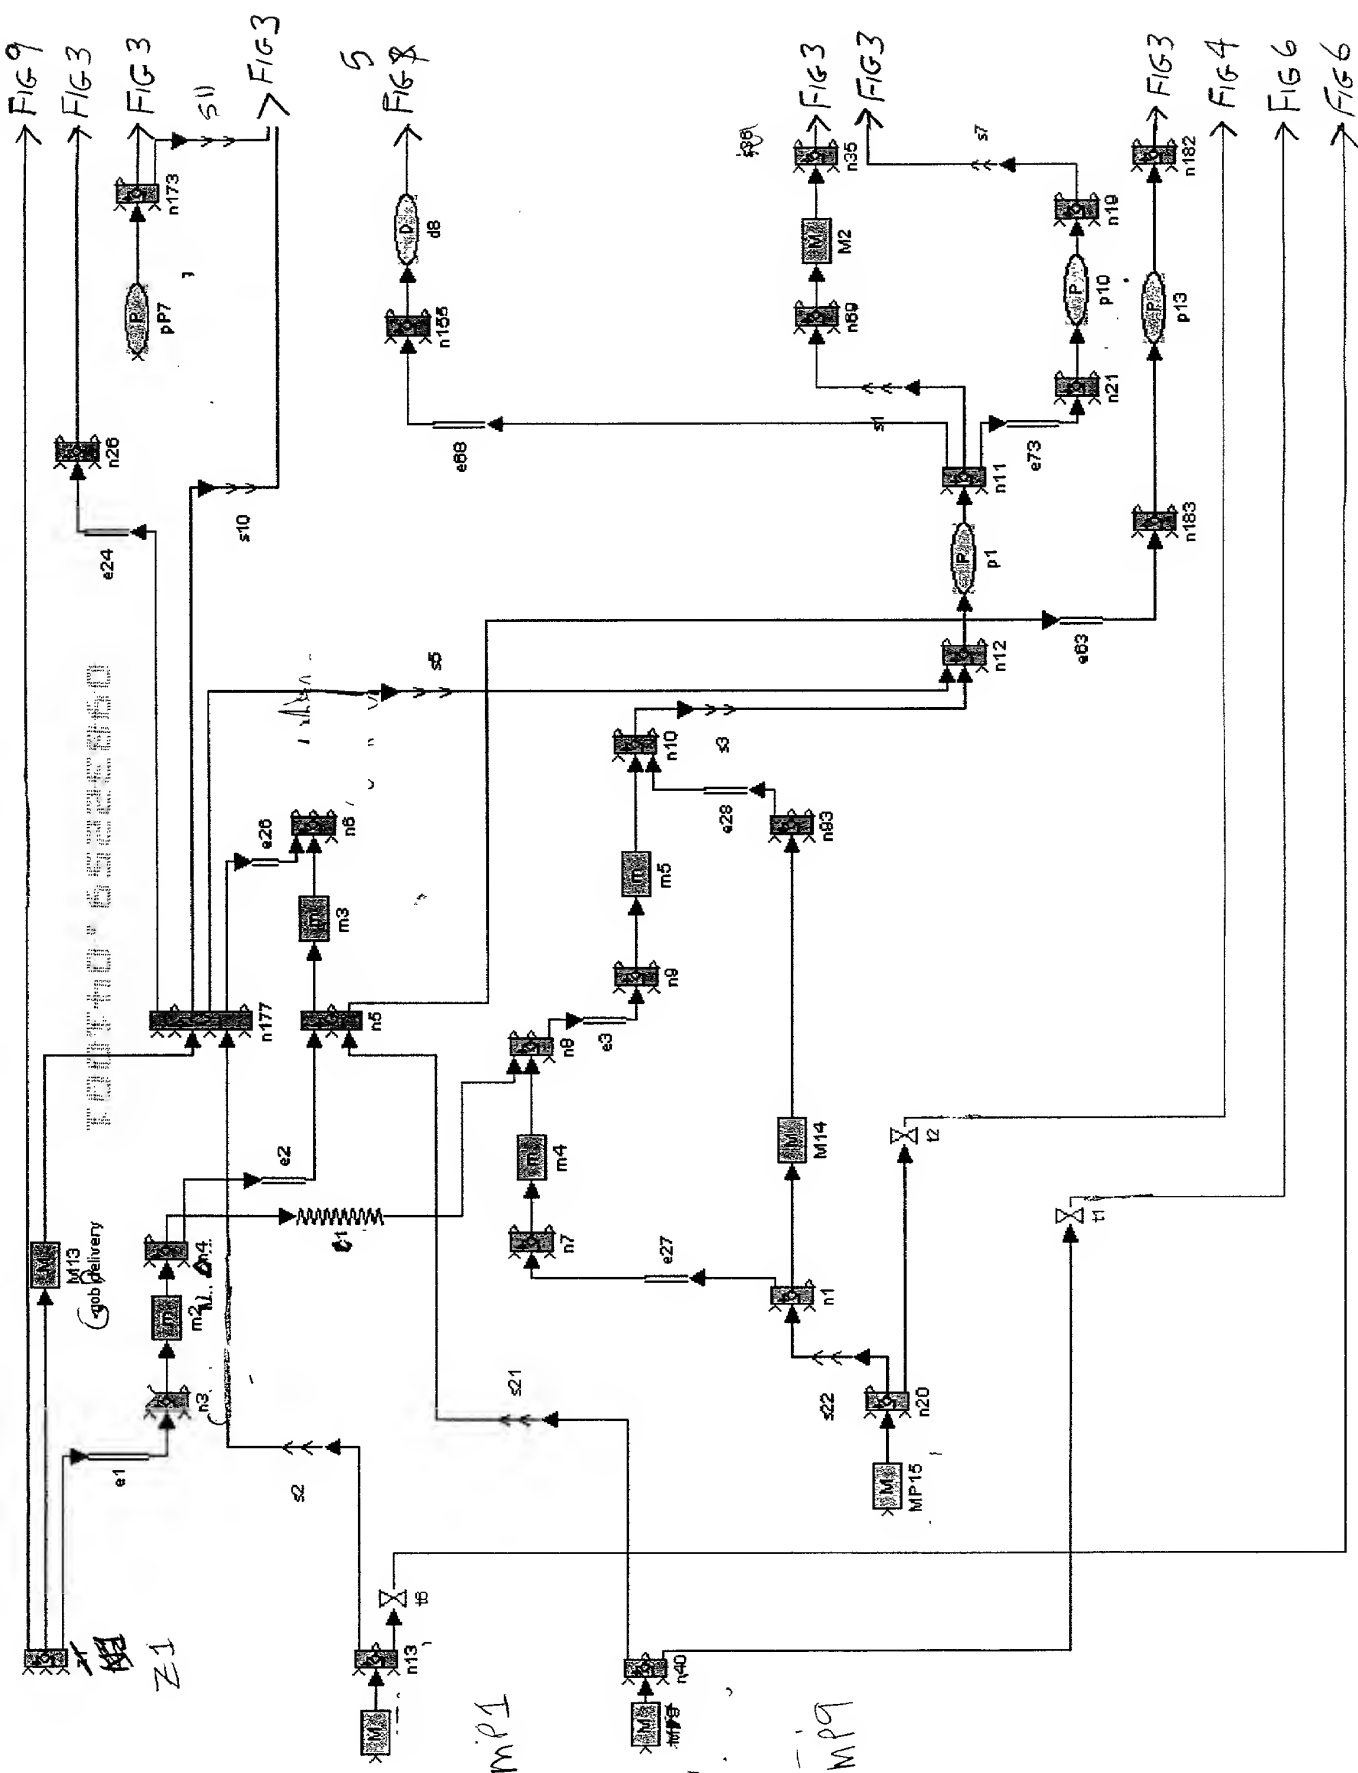 FIG 9
FIG 3
FIG 3
s11
FIG 3
5
FIG
n173
P
pP7
n26
e24
s10
D
d8
n155
e68
FIG 3
FIG 3
n35
M
M2
n69
s1
s7
n19
P
p10
n21
e73
n11
P
p1
n12
FIG 3
n182
P
p13
n183
e63
FIG 4
FIG 6
FIG 6
s5
n10
s3
e28
n93
m
m5
n9
e3
n8
e26
n6
m
m3
n177
n5
e2
M
M13
gob delivery
n4
m
m2
n3
e1
m
m4
n7
e27
n1
M
M14
t2
t1
s21
s22
n20
M
MP15
s2
t6
n13
M
MP1
n40
M
MP9
Z1